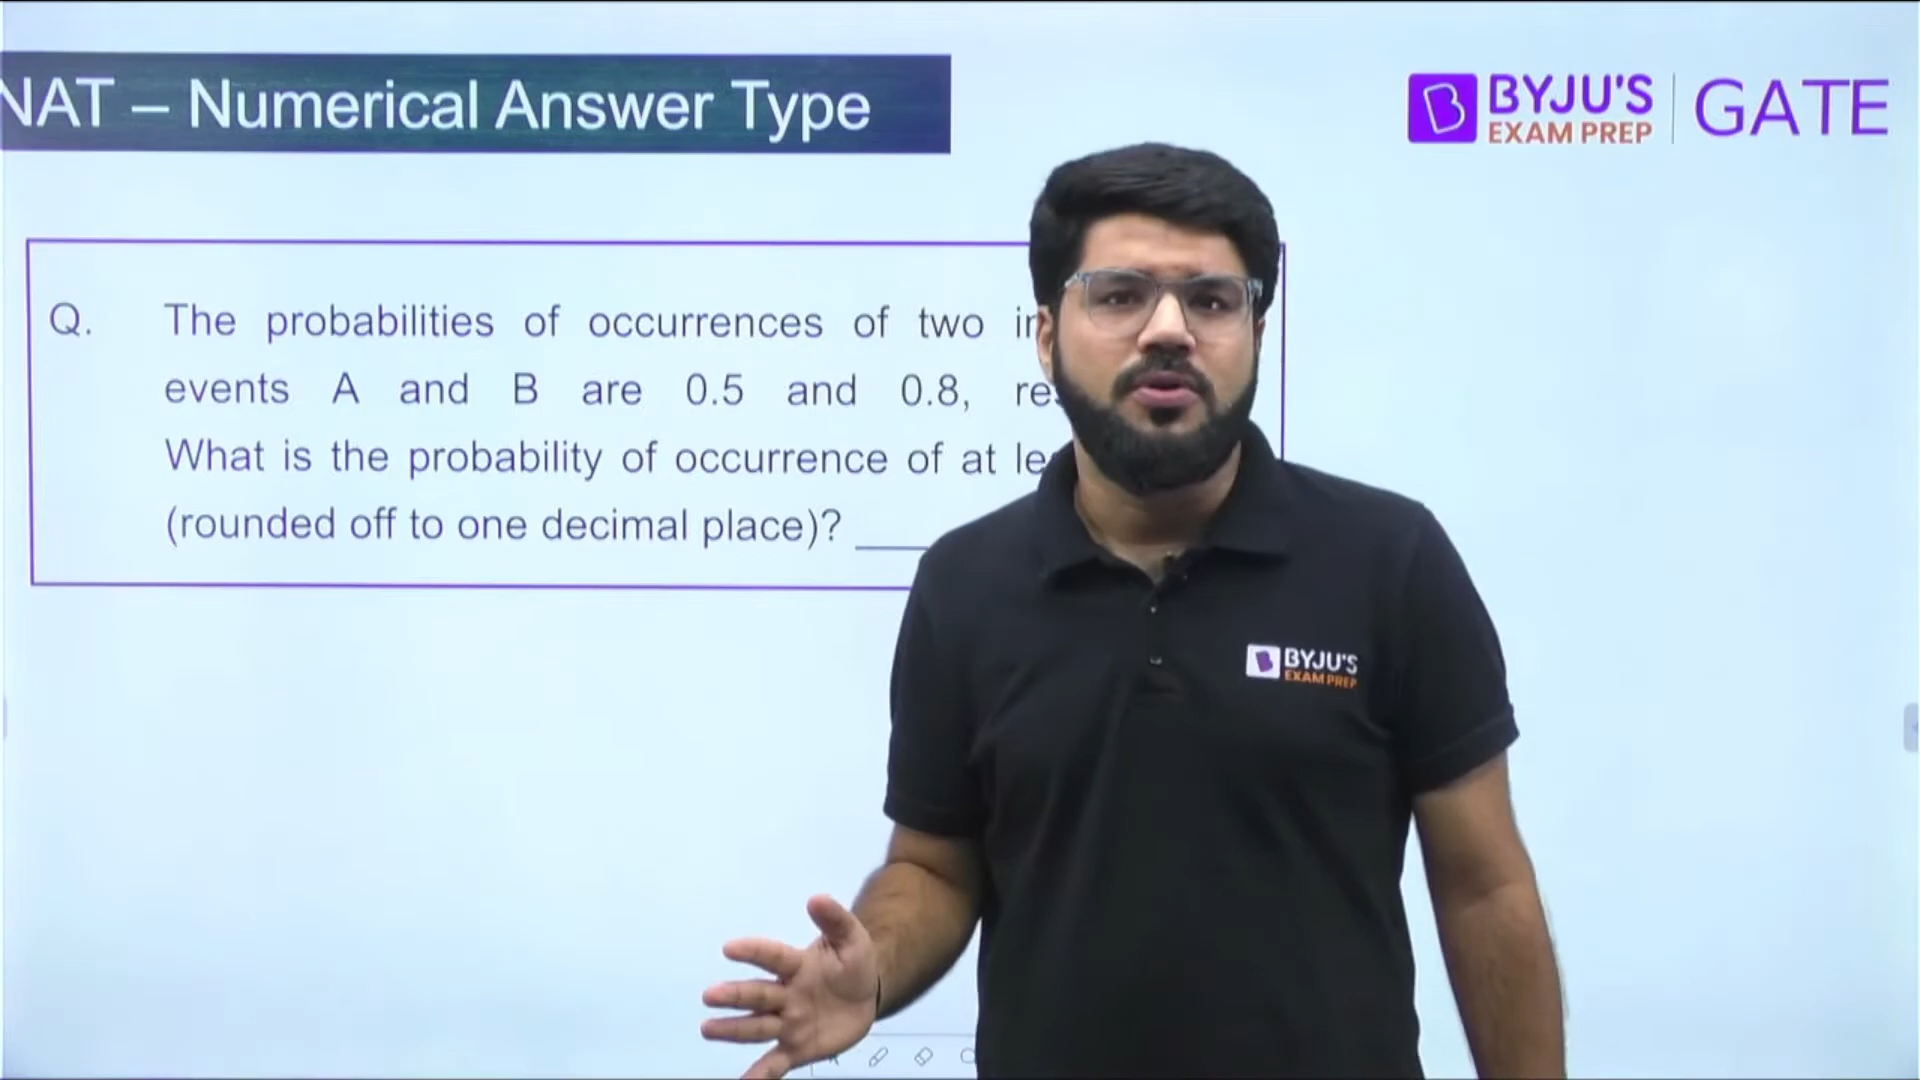 NAT – Numerical Answer Type
BYJU'S
EXAM PREP
GATE
Q. The probabilities of occurrences of two
events A and B are 0.5 and 0.8,
What is the probability of occurrence of at
(rounded off to one decimal place)?
BYJU'S
EXAM PREP